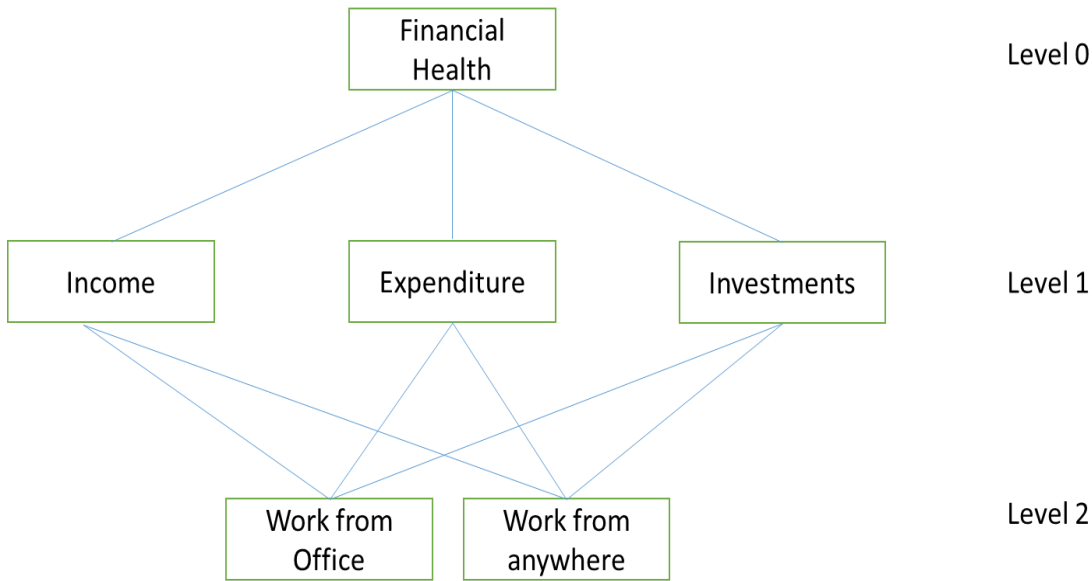 Financial
Health
Level 0
Income
Expenditure
Investments
Level 1
Work from
Office
Work from
anywhere
Level 2